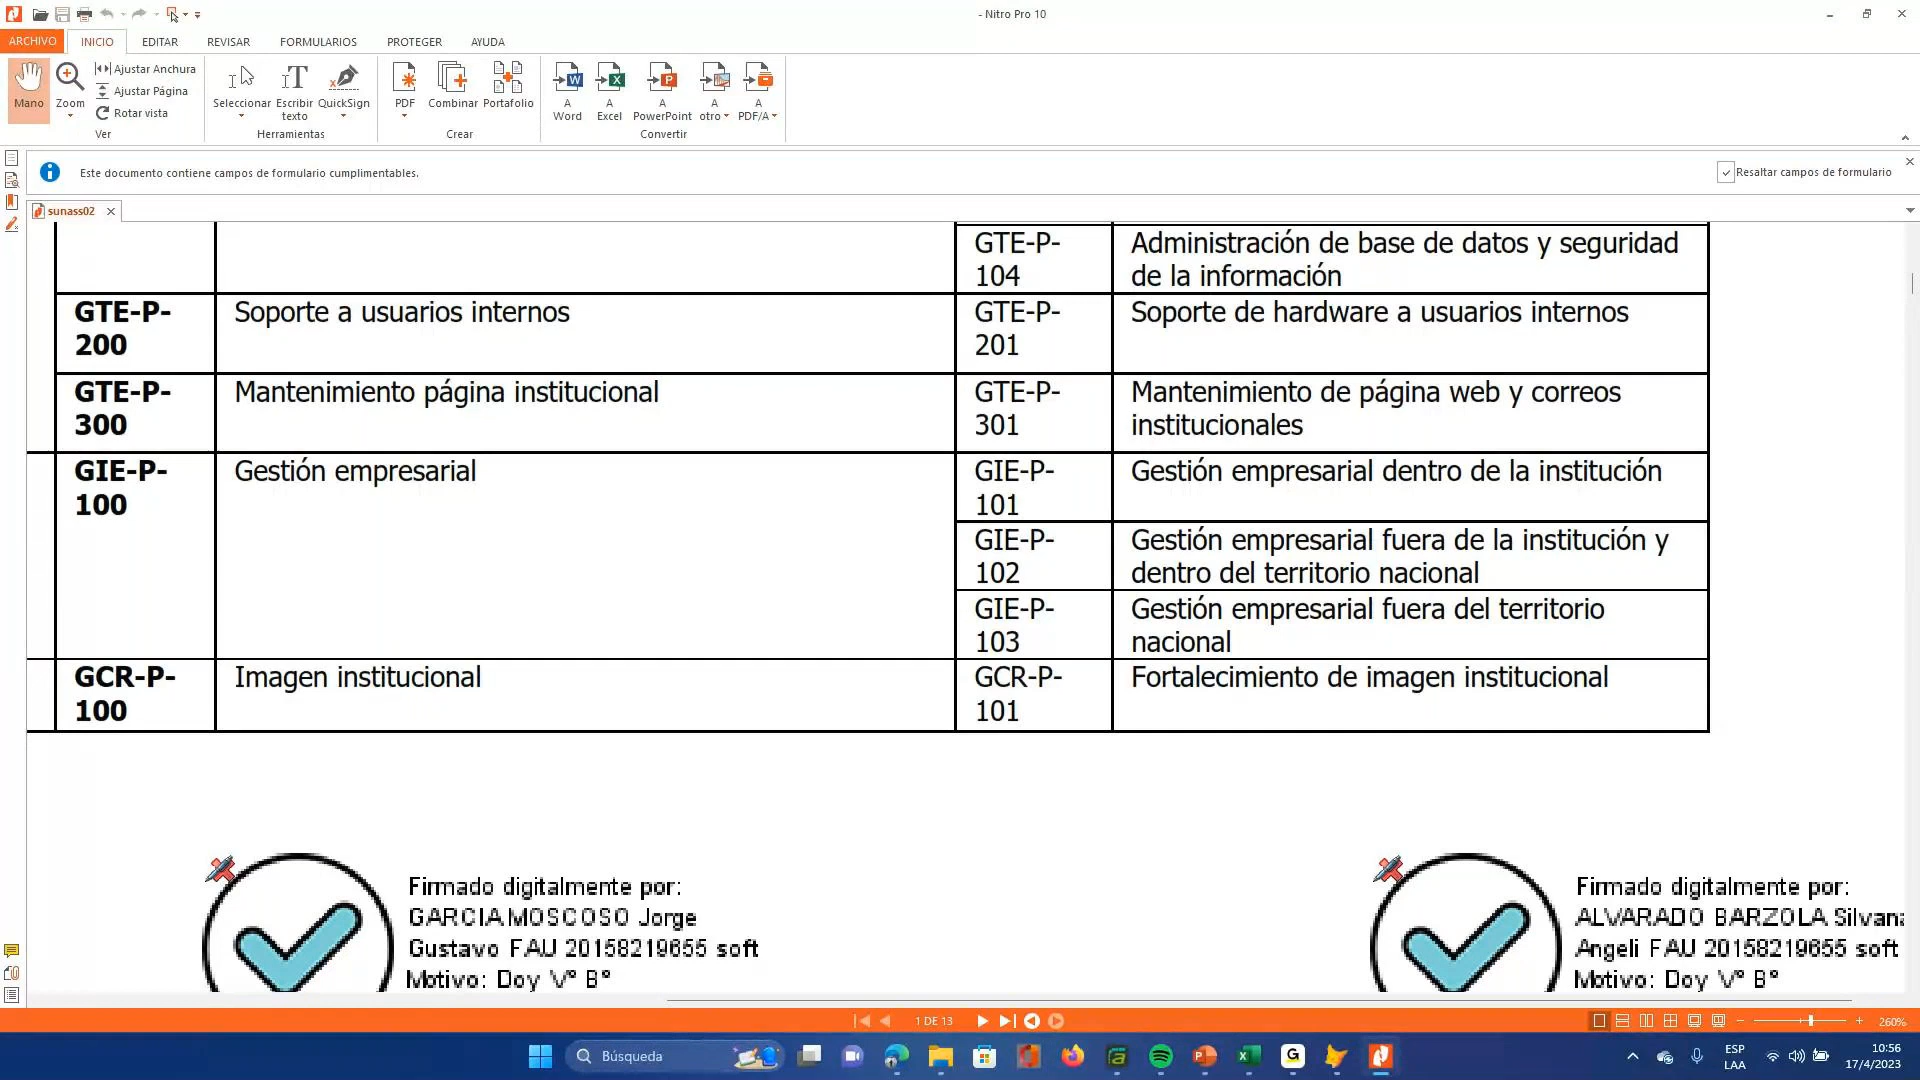 - Nitro Pro 10
ARCHIVO INICIO EDITAR REVISAR FORMULARIOS PROTEGER AYUDA
Mano
Zoom
Ajustar Anchura
Ajustar Página
Rotar vista
Ver
Seleccionar
Escribir texto
QuickSign
Herramientas
PDF
Combinar
Portafolio
Crear
A Word
A Excel
A PowerPoint
A otro
A PDF/A
Convertir
Este documento contiene campos de formulario cumplimentables.
Resaltar campos de formulario
sunass02
GTE-P- Administración de base de datos y seguridad
104 de la información
GTE-P- Soporte a usuarios internos GTE-P- Soporte de hardware a usuarios internos
200 201
GTE-P- Mantenimiento página institucional GTE-P- Mantenimiento de página web y correos
300 301 institucionales
GIE-P- Gestión empresarial GIE-P- Gestión empresarial dentro de la institución
100 101
GIE-P- Gestión empresarial fuera de la institución y
102 dentro del territorio nacional
GIE-P- Gestión empresarial fuera del territorio
103 nacional
GCR-P- Imagen institucional GCR-P- Fortalecimiento de imagen institucional
100 101
Firmado digitalmente por:
GARCIA MOSCOSO Jorge
Gustavo FAU 20158219655 soft
Motivo: Doy V° B°
Firmado digitalmente por:
ALVARADO BARZOLA Silvana
Angeli FAU 20158219655 soft
Motivo: Doy V° B°
1 DE 13
260%
Búsqueda
ESP
LAA
10:56
17/4/2023